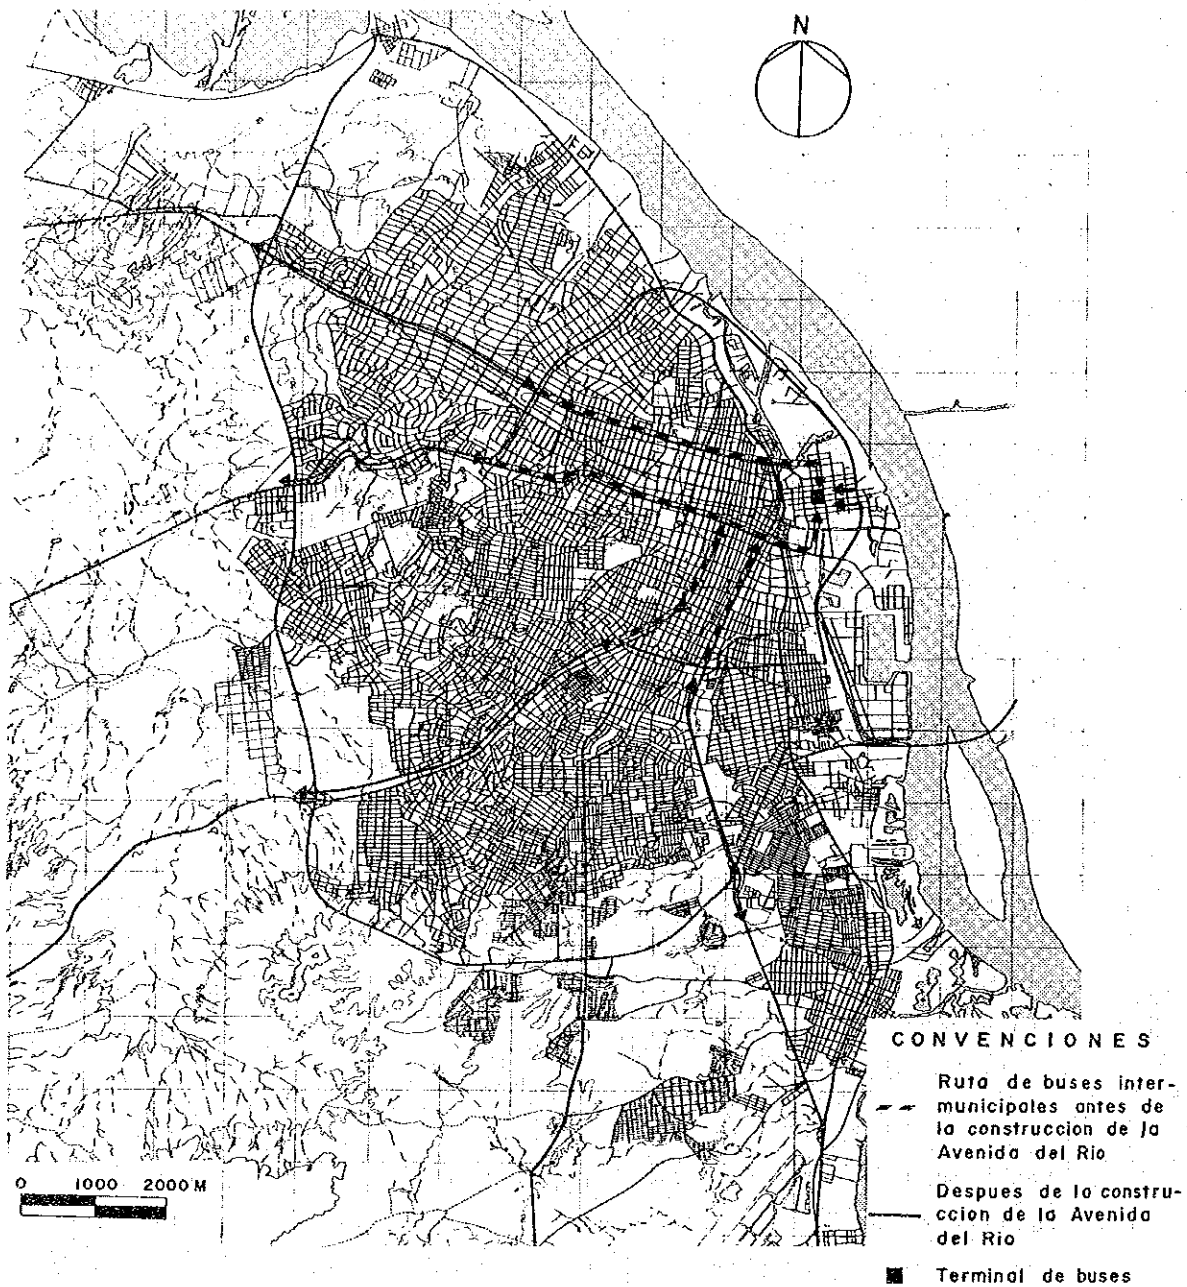 N
CONVENCIONES
Ruta de buses inter-
municipales antes de
la construccion de la
Avenida del Rio
Despues de la constru-
ccion de la Avenida
del Rio
Terminal de buses
0 1000 2000 M